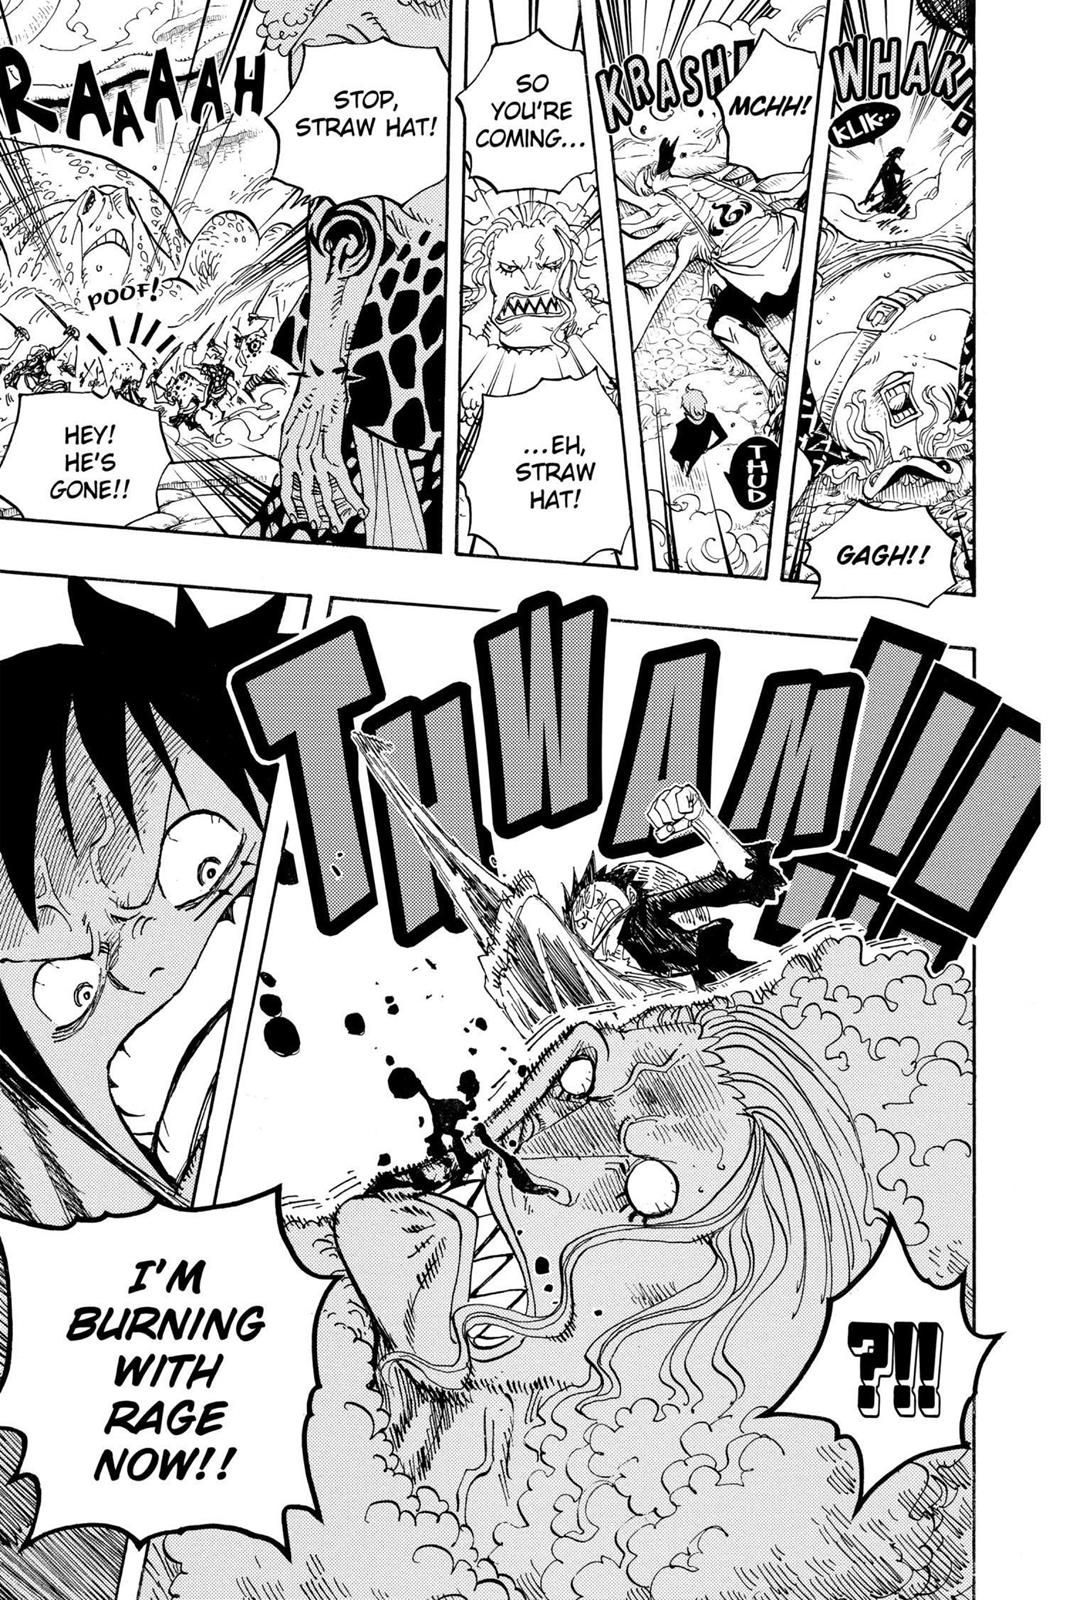 WHAK!
KLIK...
GAGH!!
MCHH!
KRASH!
THUD
SO
YOU'RE
COMING...
...EH,
STRAW
HAT!
STOP,
STRAW HAT!
RAAAAH
POOF!
HEY!
HE'S
GONE!!
THWAM!!!
?!!
I'M
BURNING
WITH
RAGE
NOW!!